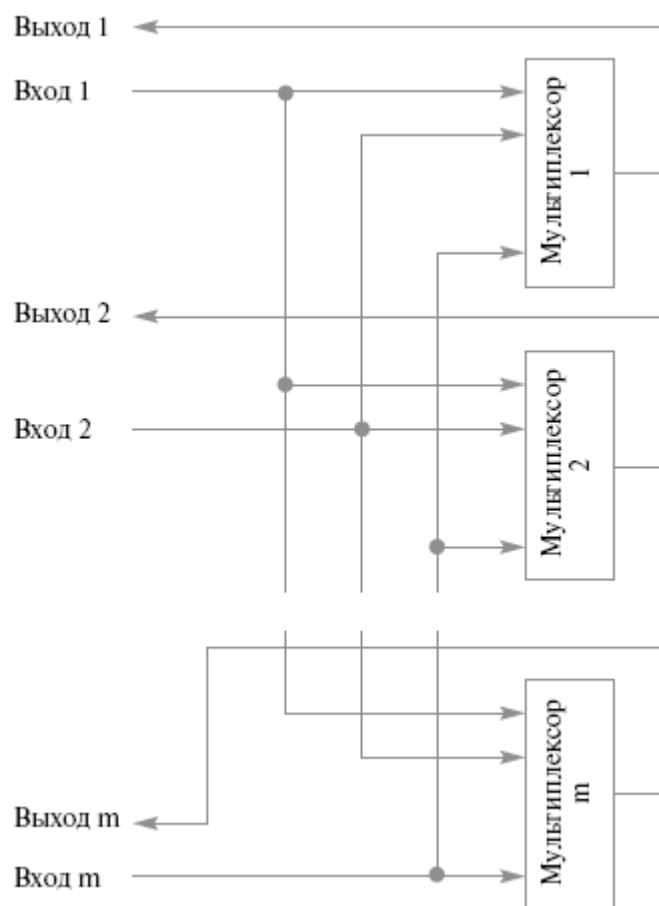 Выход 1
Вход 1
Мультиплексор
1
Выход 2
Вход 2
Мультиплексор
2
Выход m
Вход m
Мультиплексор
m